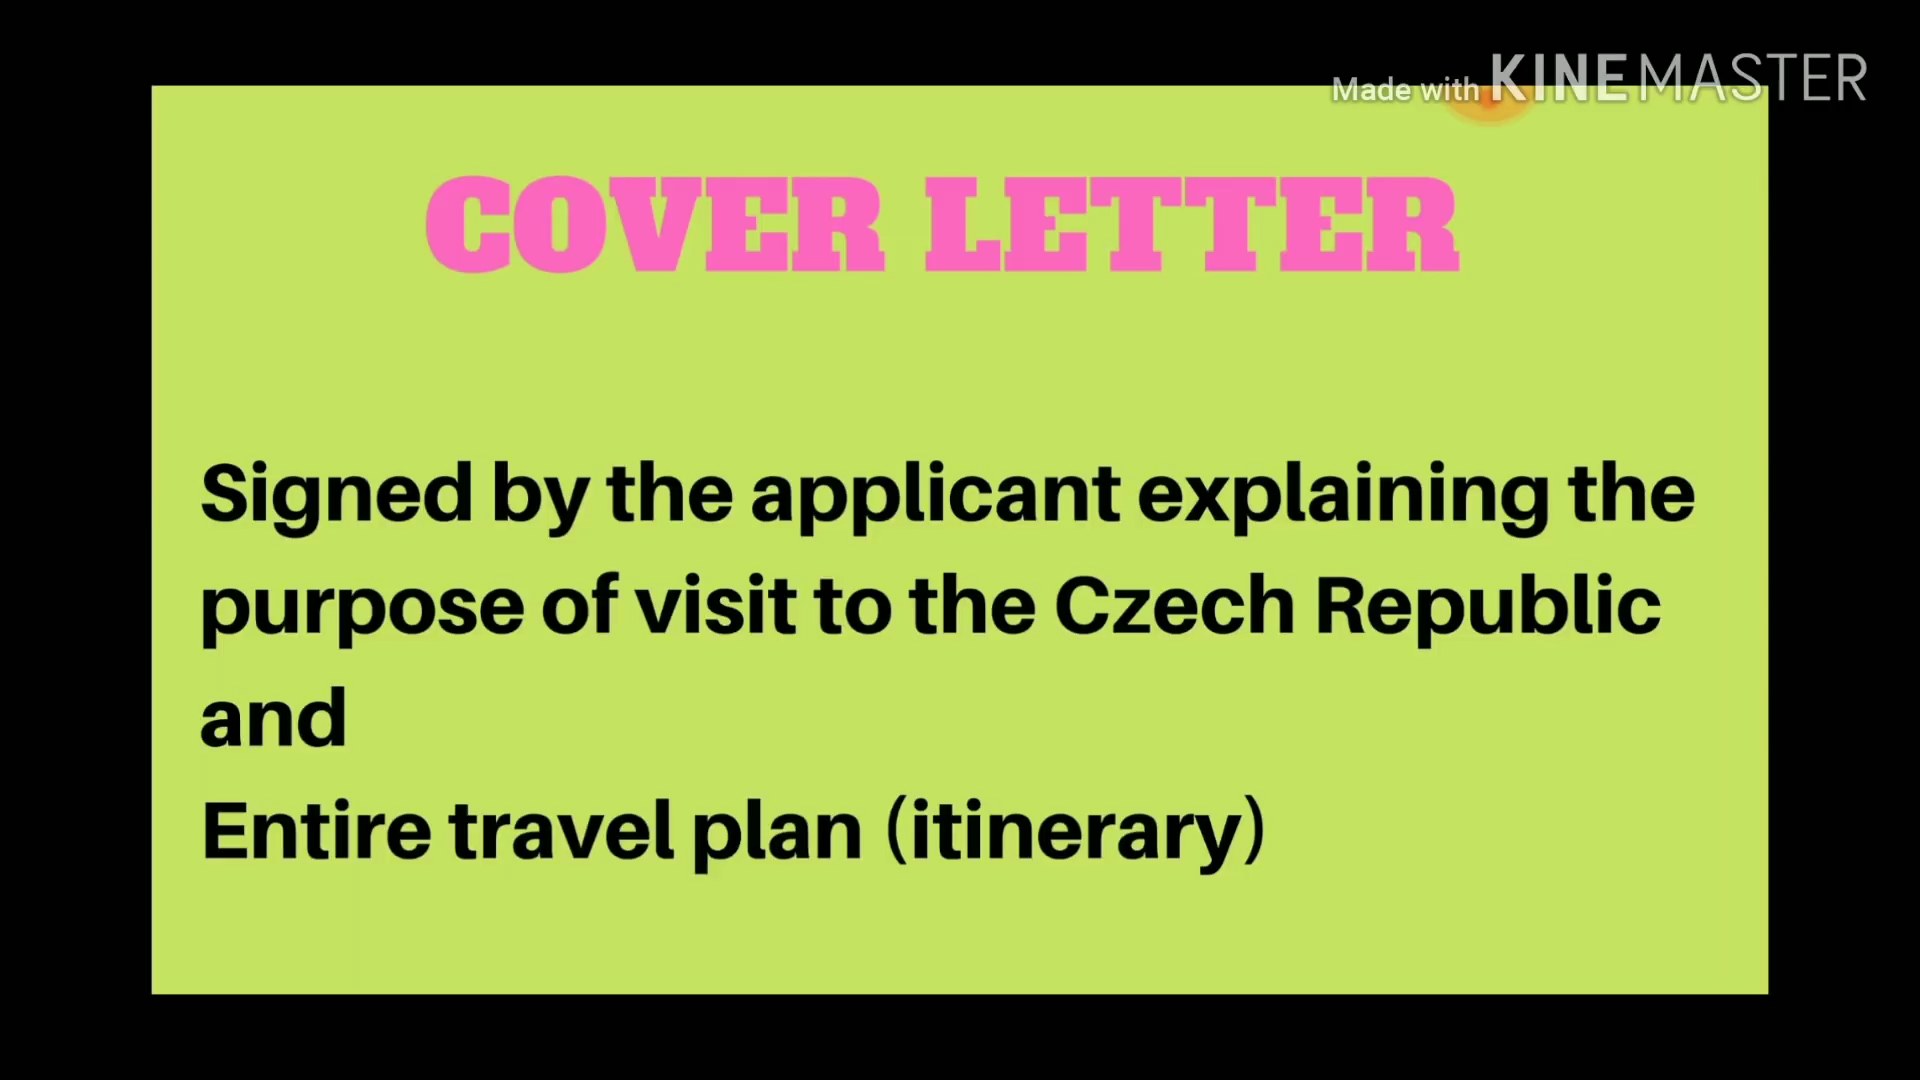 Made with KINEMASTER
COVER LETTER
Signed by the applicant explaining the
purpose of visit to the Czech Republic
and
Entire travel plan (itinerary)